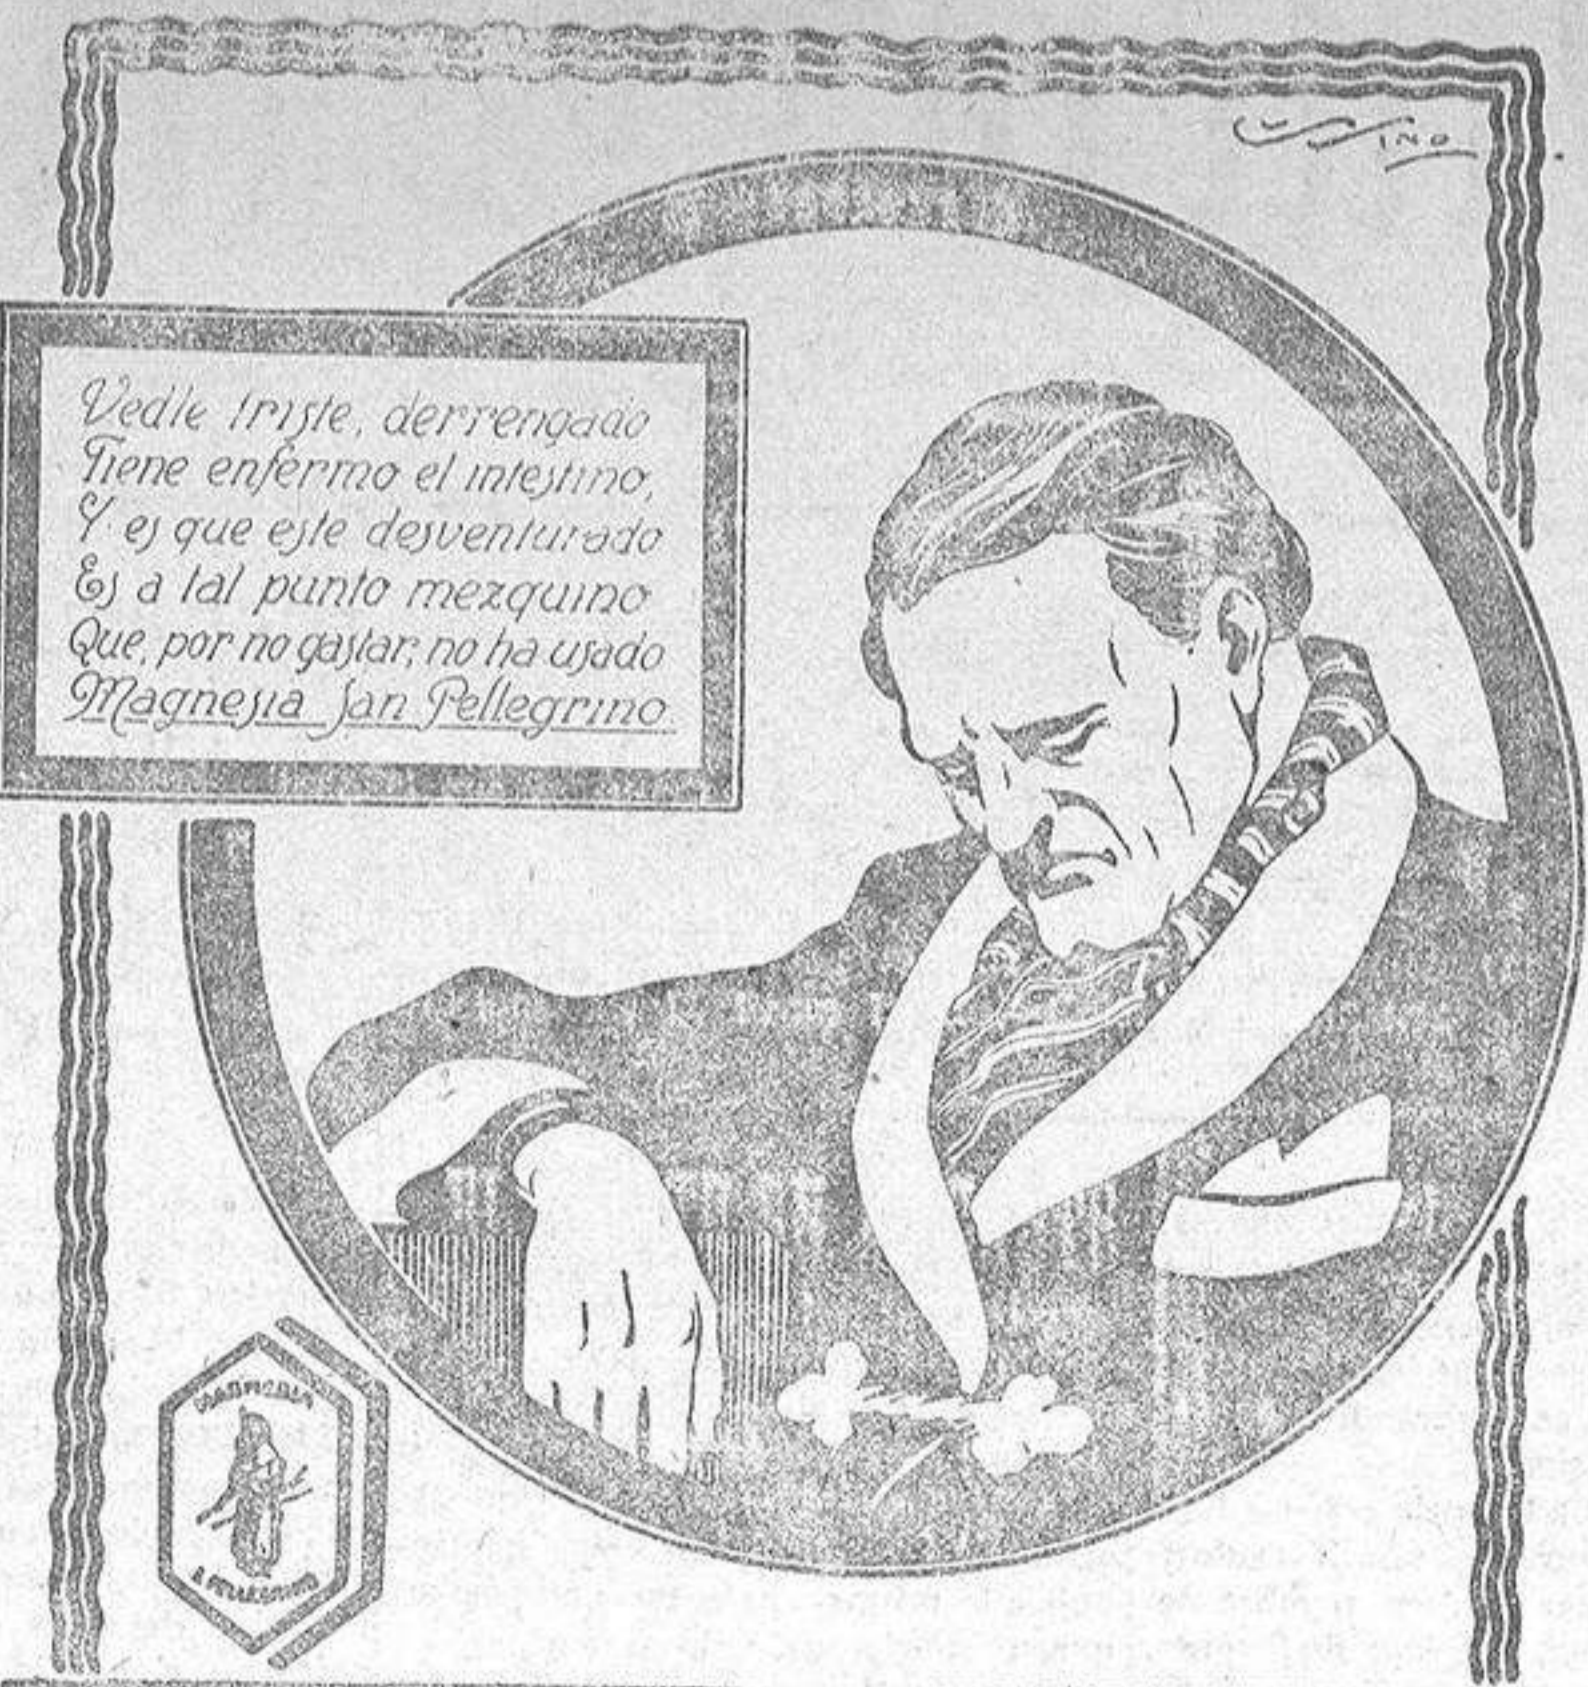 Vedle triste, derrengado
Tiene enfermo el intestino,
Y es que este desventurado
Es a tal punto mezquino
Que, por no gastar, no ha usado
Magnesia San Pellegrino.
MAGNESIA
S. PELLEGRINO